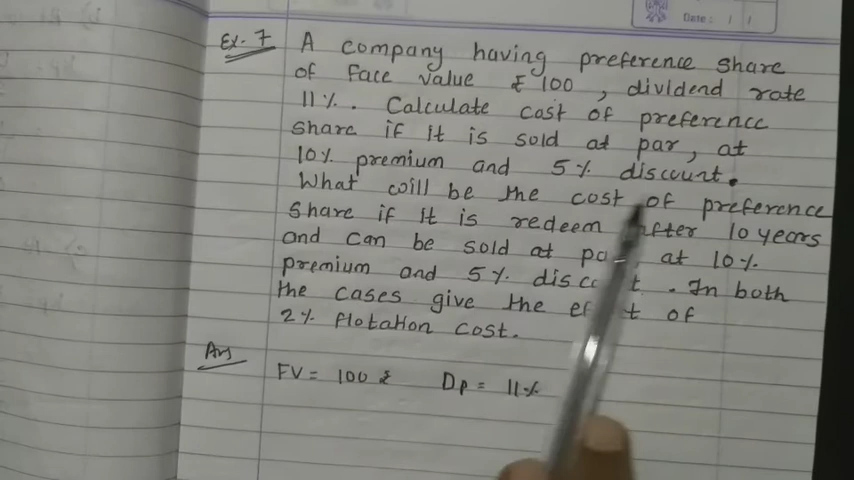 Date: / /
Ex. 7 A company having preference share
of face value ₹ 100, dividend rate
11%. Calculate cost of preference
share if it is sold at par, at
10% premium and 5% discount.
What will be the cost of preference
share if it is redeem after 10 years
and can be sold at at 10%
premium and 5% . In both
the cases give the of
2% flotation cost.
Ans
FV = 100 ₹ Dp = 11%